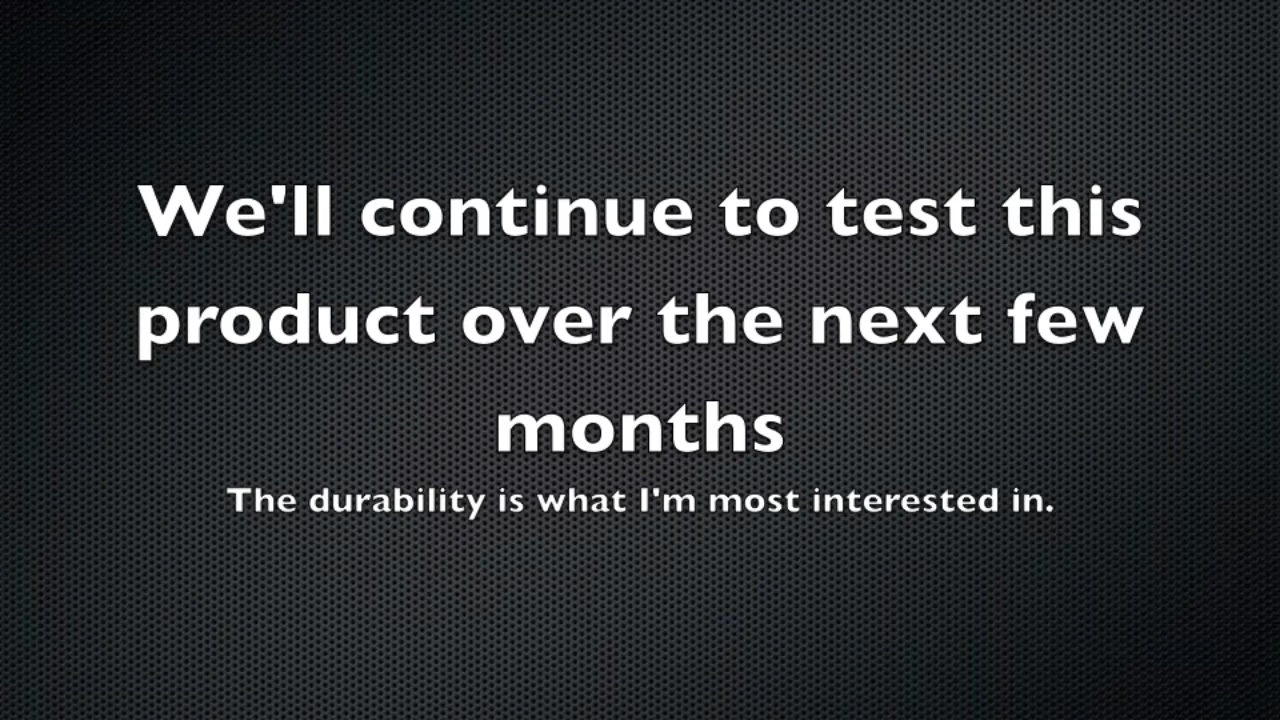 We'll continue to test this
product over the next few
months
The durability is what I'm most interested in.